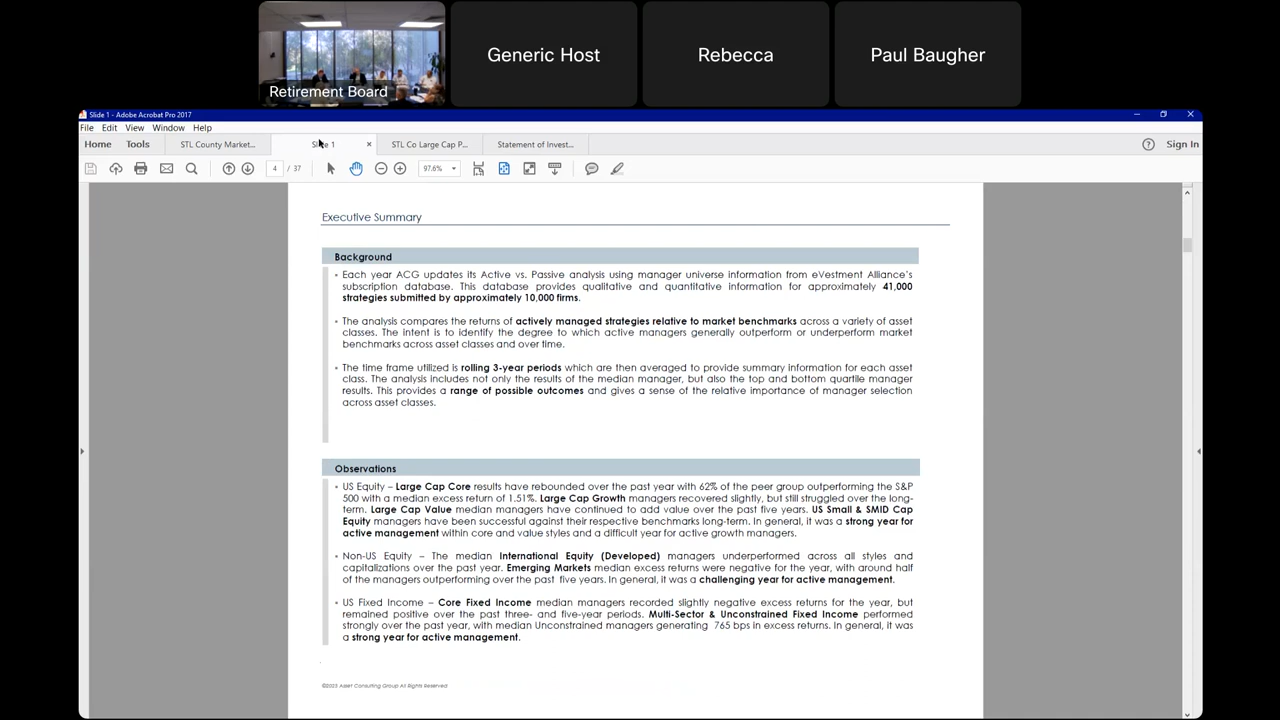 Generic Host
Rebecca
Paul Baugher
Retirement Board
Slide 1 - Adobe Acrobat Pro 2017
File Edit View Window Help
Home Tools STL County Market... Slide 1 STL Co Large Cap P... Statement of Invest... Sign In
4 / 37 97.6%
Executive Summary
Background
• Each year ACG updates its Active vs. Passive analysis using manager universe information from eVestment Alliance's
subscription database. This database provides qualitative and quantitative information for approximately 41,000
strategies submitted by approximately 10,000 firms.
• The analysis compares the returns of actively managed strategies relative to market benchmarks across a variety of asset
classes. The intent is to identify the degree to which active managers generally outperform or underperform market
benchmarks across asset classes and over time.
• The time frame utilized is rolling 3-year periods which are then averaged to provide summary information for each asset
class. The analysis includes not only the results of the median manager, but also the top and bottom quartile manager
results. This provides a range of possible outcomes and gives a sense of the relative importance of manager selection
across asset classes.
Observations
• US Equity – Large Cap Core results have rebounded over the past year with 62% of the peer group outperforming the S&P
500 with a median excess return of 1.51%. Large Cap Growth managers recovered slightly, but still struggled over the long-
term. Large Cap Value median managers have continued to add value over the past five years. US Small & SMID Cap
Equity managers have been successful against their respective benchmarks long-term. In general, it was a strong year for
active management within core and value styles and a difficult year for active growth managers.
• Non-US Equity – The median International Equity (Developed) managers underperformed across all styles and
capitalizations over the past year. Emerging Markets median excess returns were negative for the year, with around half
of the managers outperforming over the past five years. In general, it was a challenging year for active management.
• US Fixed Income – Core Fixed Income median managers recorded slightly negative excess returns for the year, but
remained positive over the past three- and five-year periods. Multi-Sector & Unconstrained Fixed Income performed
strongly over the past year, with median Unconstrained managers generating 765 bps in excess returns. In general, it was
a strong year for active management.
©2023 Asset Consulting Group All Rights Reserved